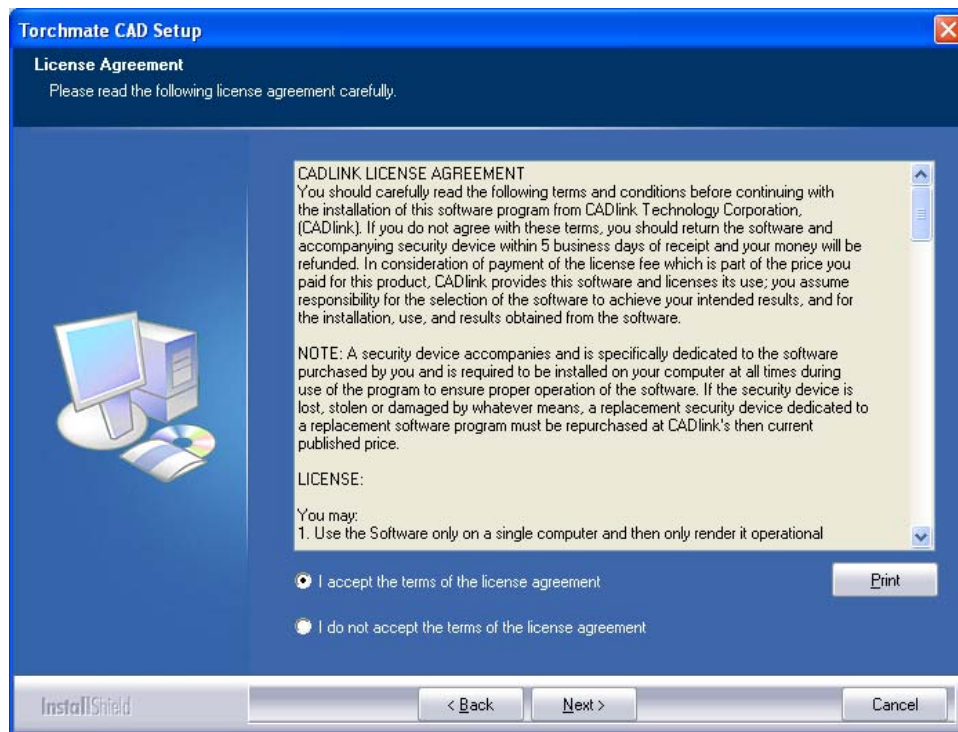 Torchmate CAD Setup
License Agreement
Please read the following license agreement carefully.
CADLINK LICENSE AGREEMENT
You should carefully read the following terms and conditions before continuing with
the installation of this software program from CADlink Technology Corporation,
(CADlink). If you do not agree with these terms, you should return the software and
accompanying security device within 5 business days of receipt and your money will be
refunded. In consideration of payment of the license fee which is part of the price you
paid for this product, CADlink provides this software and licenses its use; you assume
responsibility for the selection of the software to achieve your intended results, and for
the installation, use, and results obtained from the software.
NOTE: A security device accompanies and is specifically dedicated to the software
purchased by you and is required to be installed on your computer at all times during
use of the program to ensure proper operation of the software. If the security device is
lost, stolen or damaged by whatever means, a replacement security device dedicated to
a replacement software program must be repurchased at CADlink's then current
published price.
LICENSE:
You may:
1. Use the Software only on a single computer and then only render it operational
I accept the terms of the license agreement
Print
I do not accept the terms of the license agreement
InstallShield
< Back
Next >
Cancel